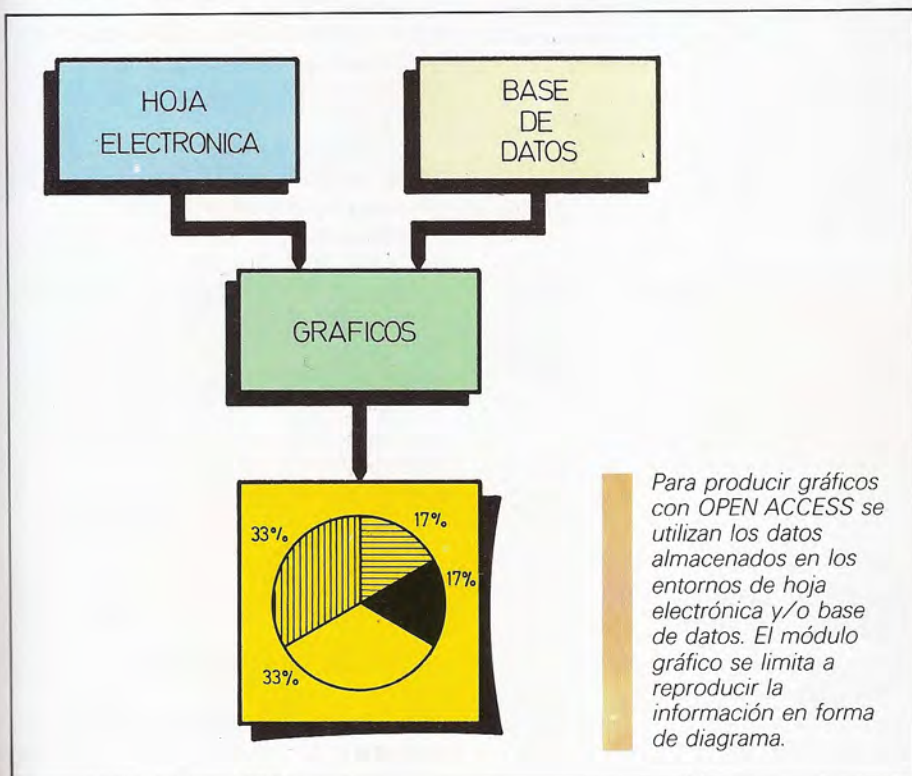 HOJA
ELECTRONICA
BASE
DE
DATOS
GRAFICOS
33%
17%
17%
33%
Para producir gráficos
con OPEN ACCESS se
utilizan los datos
almacenados en los
entornos de hoja
electrónica y/o base
de datos. El módulo
gráfico se limita a
reproducir la
información en forma
de diagrama.